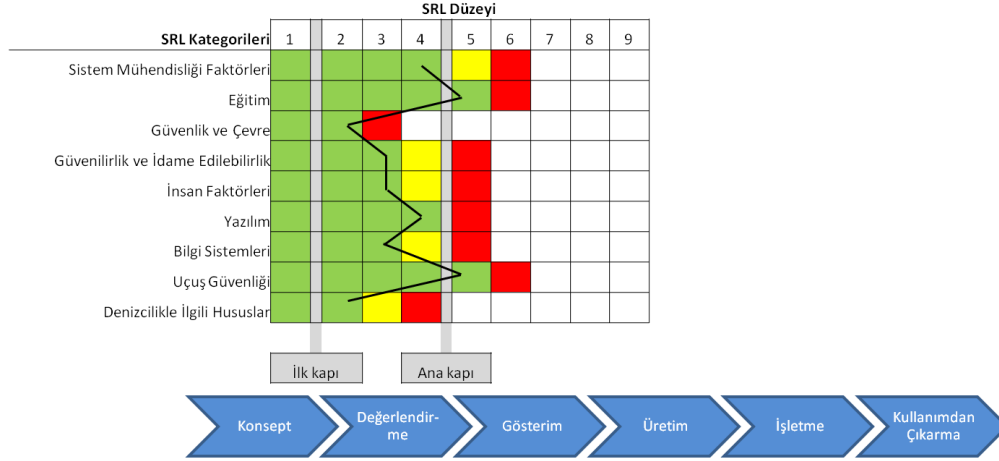 SRL Düzeyi
SRL Kategorileri 1 2 3 4 5 6 7 8 9
Sistem Mühendisliği Faktörleri
Eğitim
Güvenlik ve Çevre
Güvenilirlik ve İdame Edilebilirlik
İnsan Faktörleri
Yazılım
Bilgi Sistemleri
Uçuş Güvenliği
Denizcilikle İlgili Hususlar
İlk kapı
Ana kapı
Konsept
Değerlendir-
me
Gösterim
Üretim
İşletme
Kullanımdan
Çıkarma